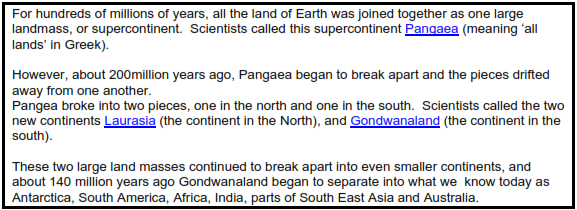 For hundreds of millions of years, all the land of Earth was joined together as one large
landmass, or supercontinent.  Scientists called this supercontinent Pangaea (meaning 'all
lands' in Greek).

However, about 200million years ago, Pangaea began to break apart and the pieces drifted
away from one another.
Pangea broke into two pieces, one in the north and one in the south.  Scientists called the two
new continents Laurasia (the continent in the North), and Gondwanaland (the continent in the
south).

These two large land masses continued to break apart into even smaller continents, and
about 140 million years ago Gondwanaland began to separate into what we  know today as
Antarctica, South America, Africa, India, parts of South East Asia and Australia.